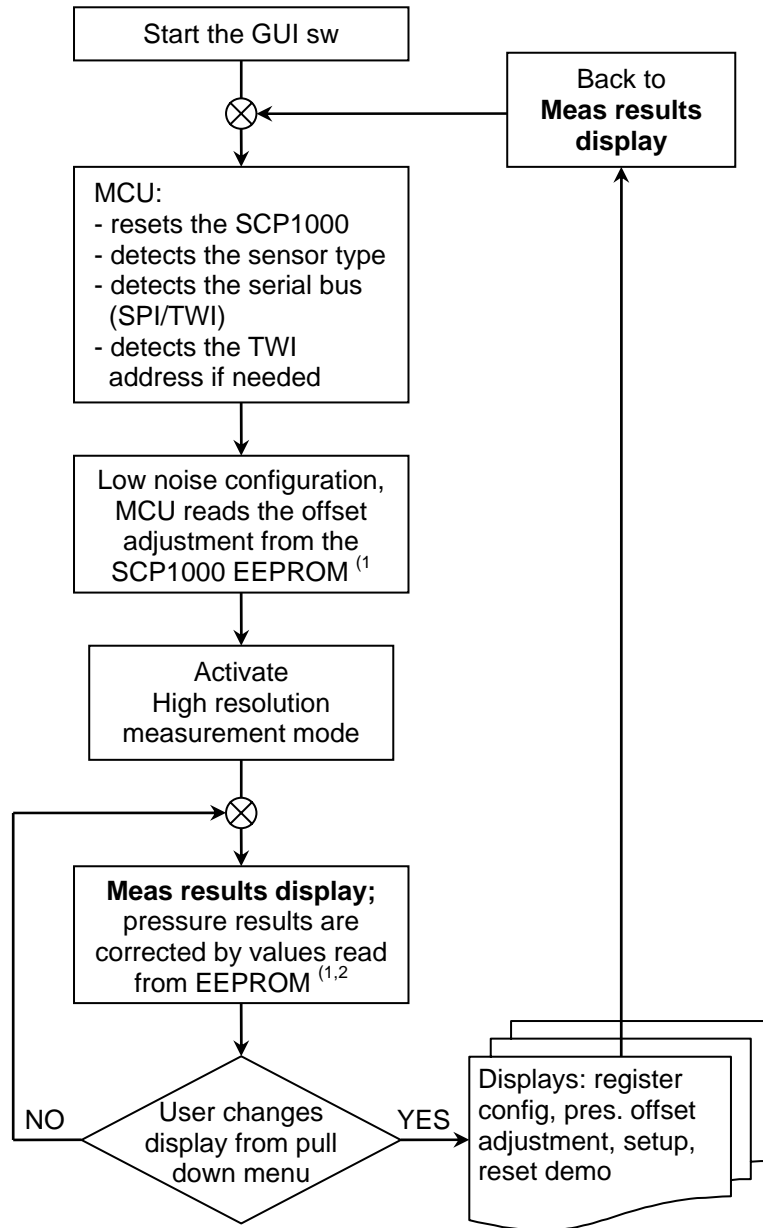 Start the GUI sw
Back to
Meas results
display
MCU:
- resets the SCP1000
- detects the sensor type
- detects the serial bus
(SPI/TWI)
- detects the TWI
address if needed
Low noise configuration,
MCU reads the offset
adjustment from the
SCP1000 EEPROM (1
Activate
High resolution
measurement mode
Meas results display;
pressure results are
corrected by values read
from EEPROM (1,2
NO
User changes
display from pull
down menu
YES
Displays: register
config, pres. offset
adjustment, setup,
reset demo